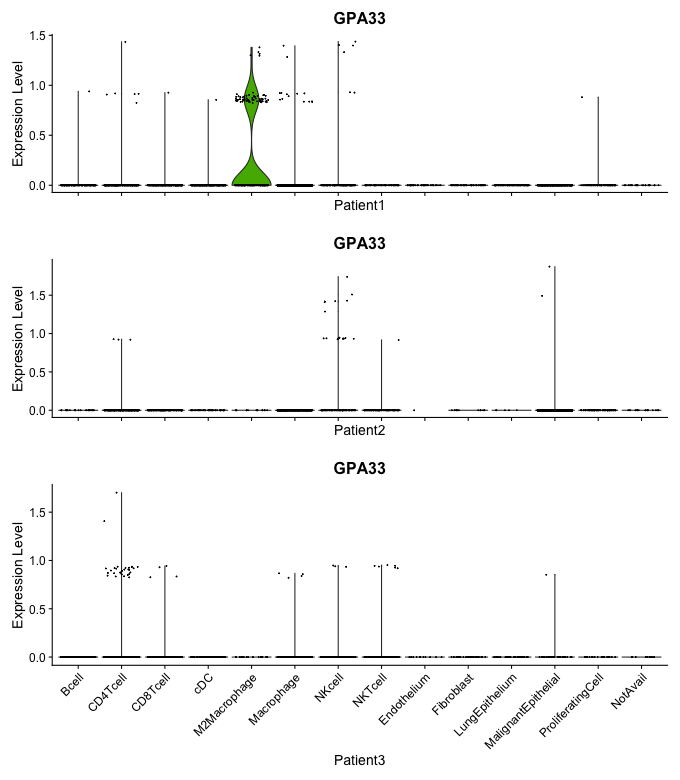 GPA33
1.5
1.0
0.5
0.0
Expression Level
Patient1
GPA33
1.5
1.0
0.5
0.0
Expression Level
Patient2
GPA33
1.5
1.0
0.5
0.0
Expression Level
Bcell
CD4Tcell
CD8Tcell
cDC
M2Macrophage
Macrophage
NKcell
NKTcell
Endothelium
Fibroblast
LungEpithelium
MalignantEpithelial
ProliferatingCell
NotAvail
Patient3